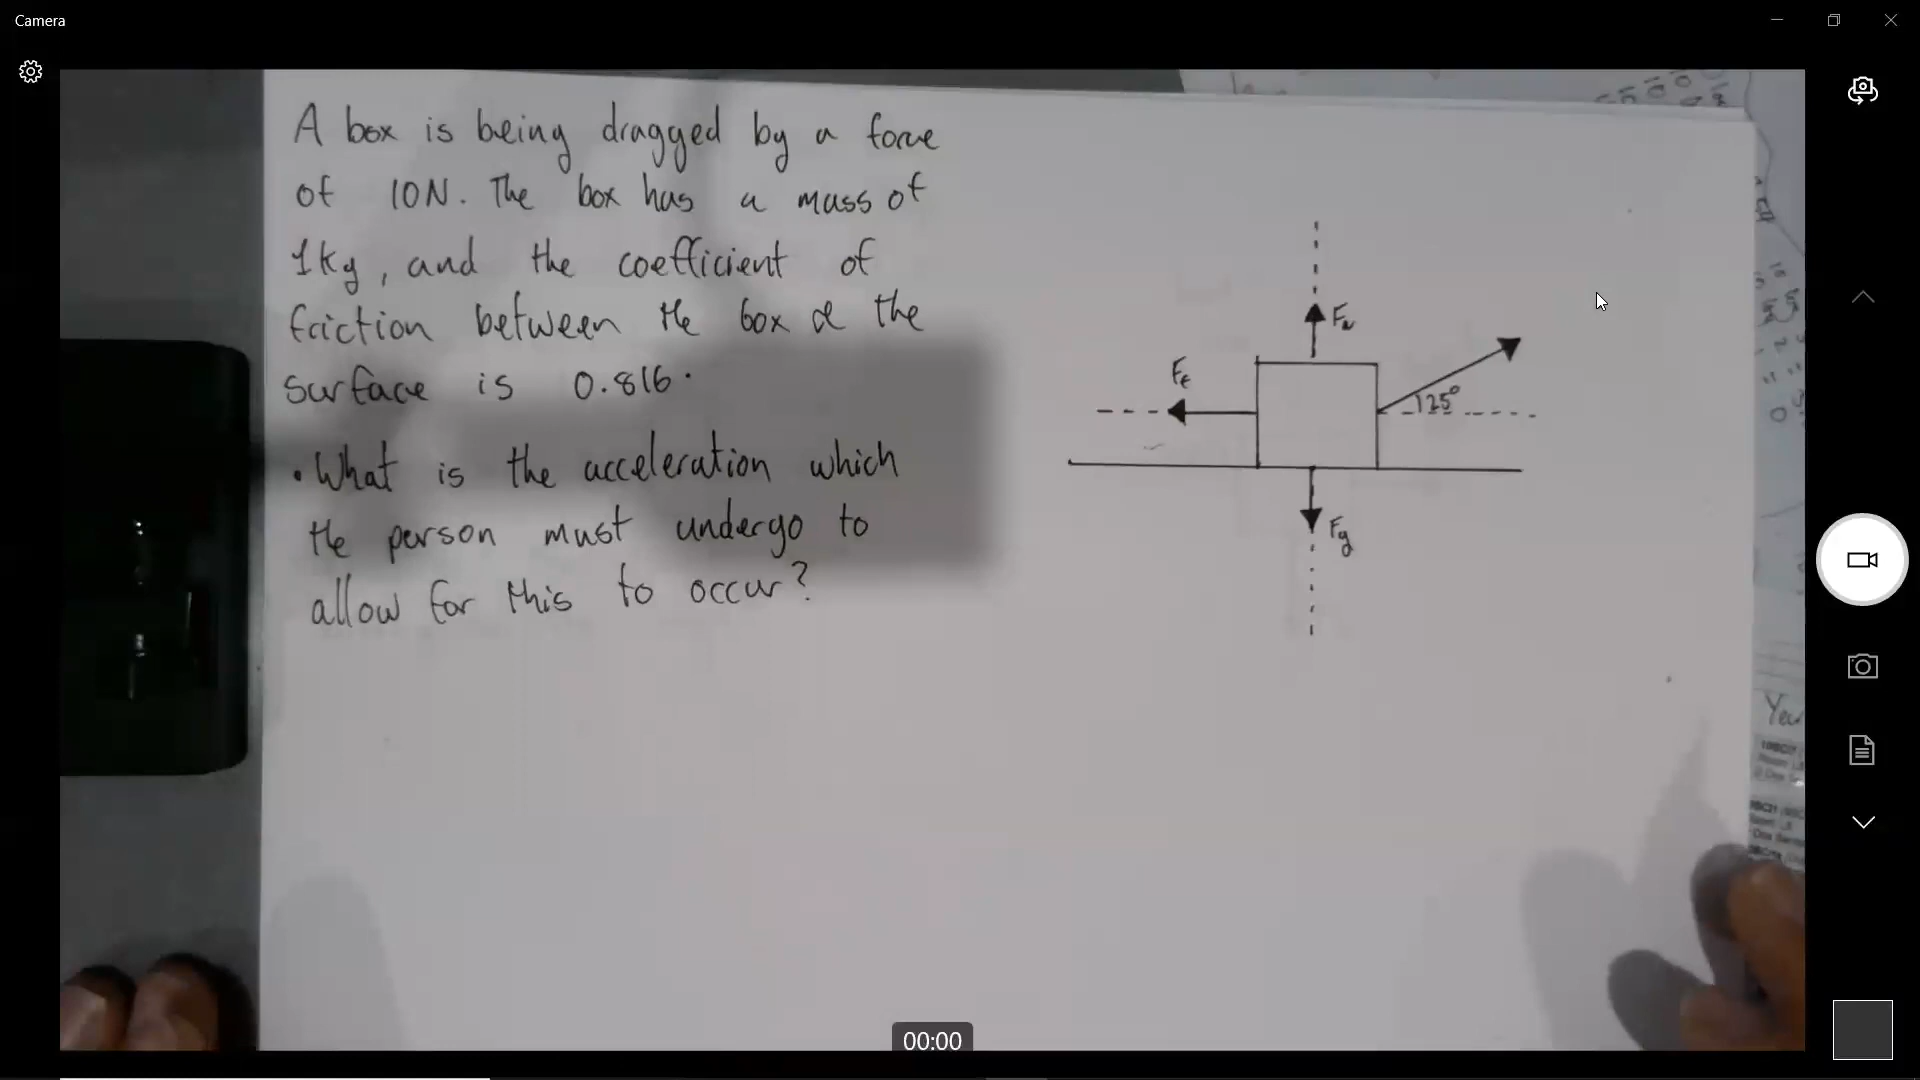 Camera
A box is being dragged by a force
of 10N. The box has a mass of
1kg, and the coefficient of
friction between the box & the
surface is 0.816.
• What is the acceleration which
the person must undergo to
allow for this to occur?
FN
Ff
25°
Fg
Year
00:00